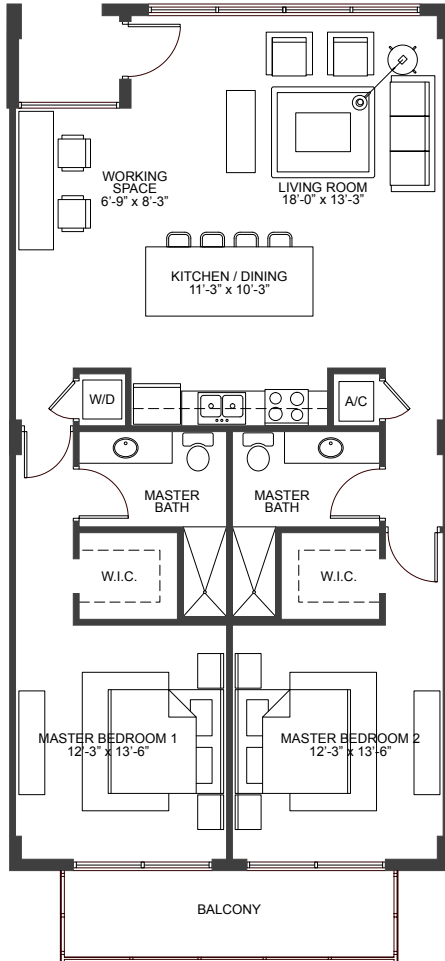 WORKING
SPACE
6'-9" x 8'-3"
LIVING ROOM
18'-0" x 13'-3"
KITCHEN / DINING
11'-3" x 10'-3"
W/D
A/C
MASTER
BATH
MASTER
BATH
W.I.C.
W.I.C.
MASTER BEDROOM 1
12'-3" x 13'-6"
MASTER BEDROOM 2
12'-3" x 13'-6"
BALCONY